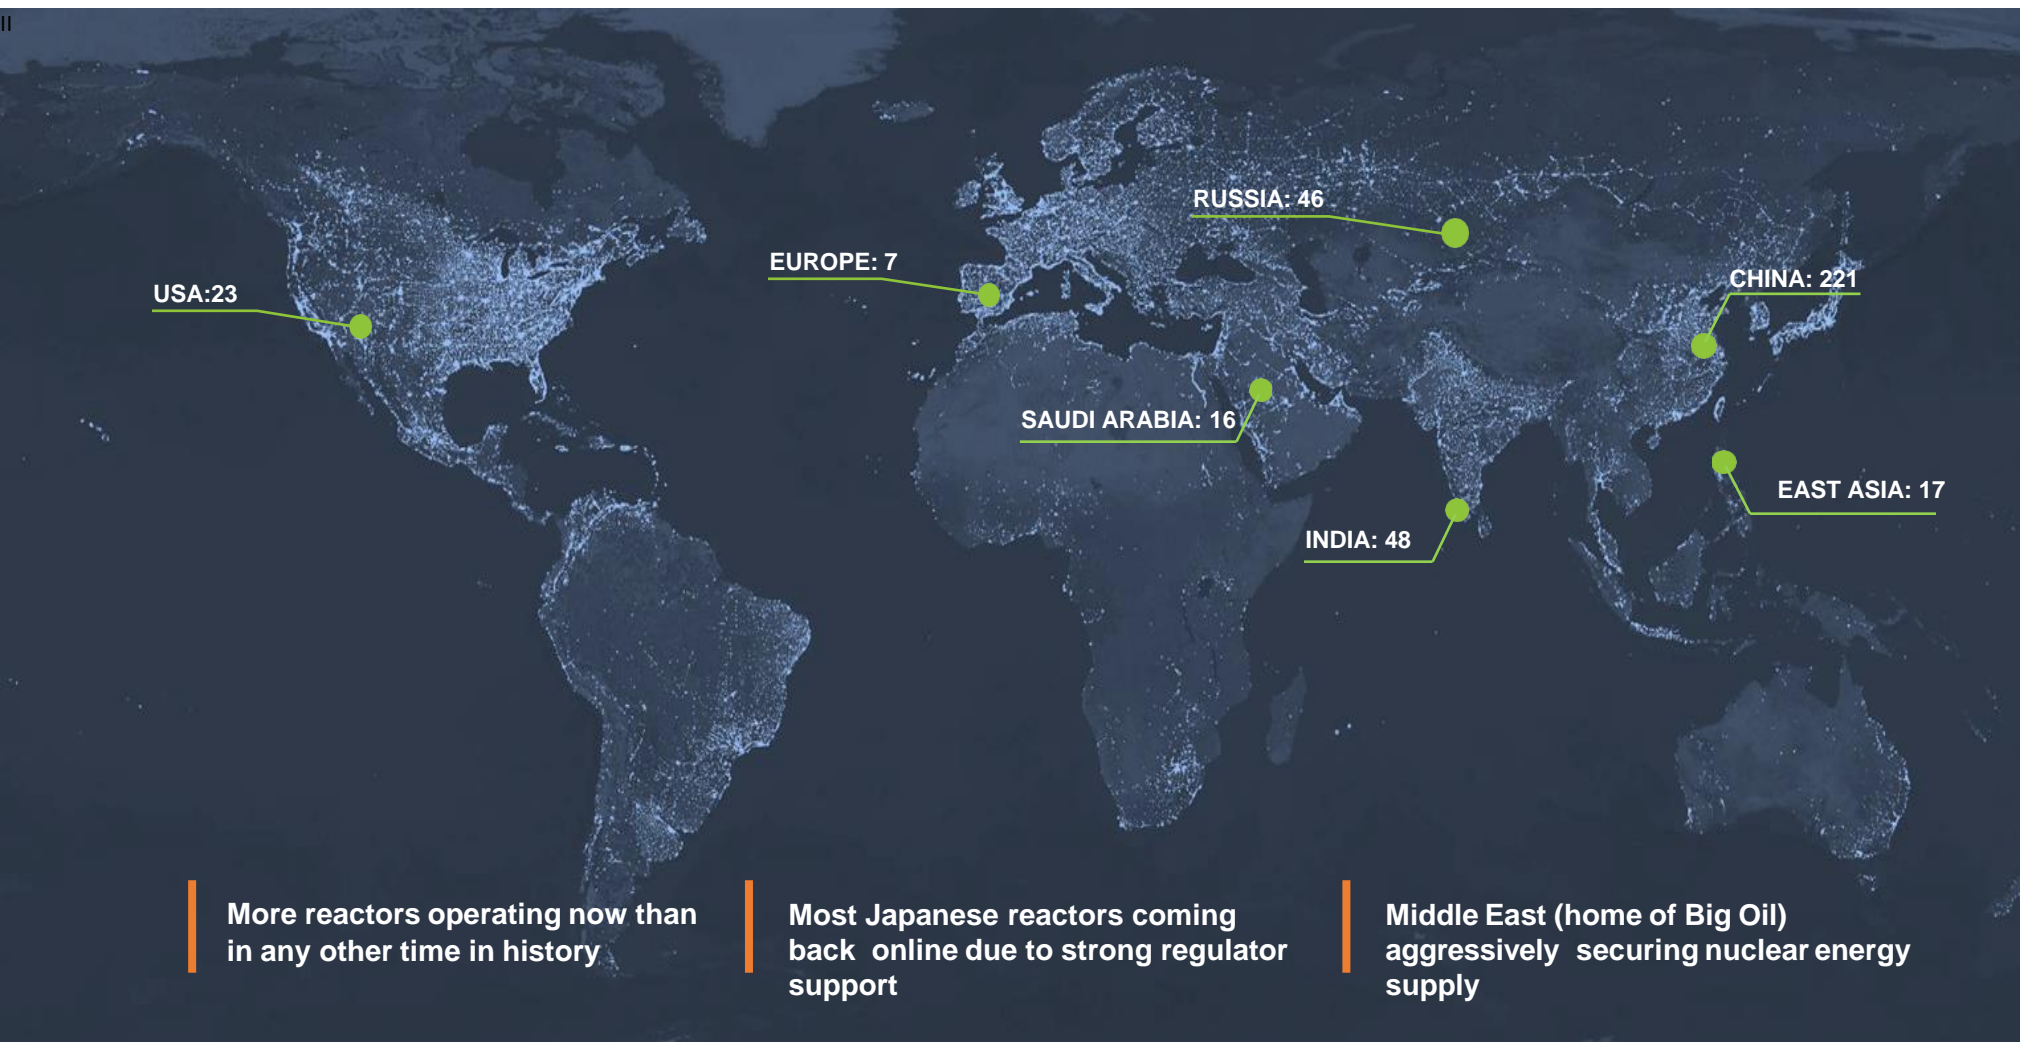 II
RUSSIA: 46
EUROPE: 7
CHINA: 221
USA:23
SAUDI ARABIA: 16
EAST ASIA: 17
INDIA: 48
More reactors operating now than
in any other time in history
Most Japanese reactors coming
back online due to strong regulator
support
Middle East (home of Big Oil)
aggressively securing nuclear energy
supply